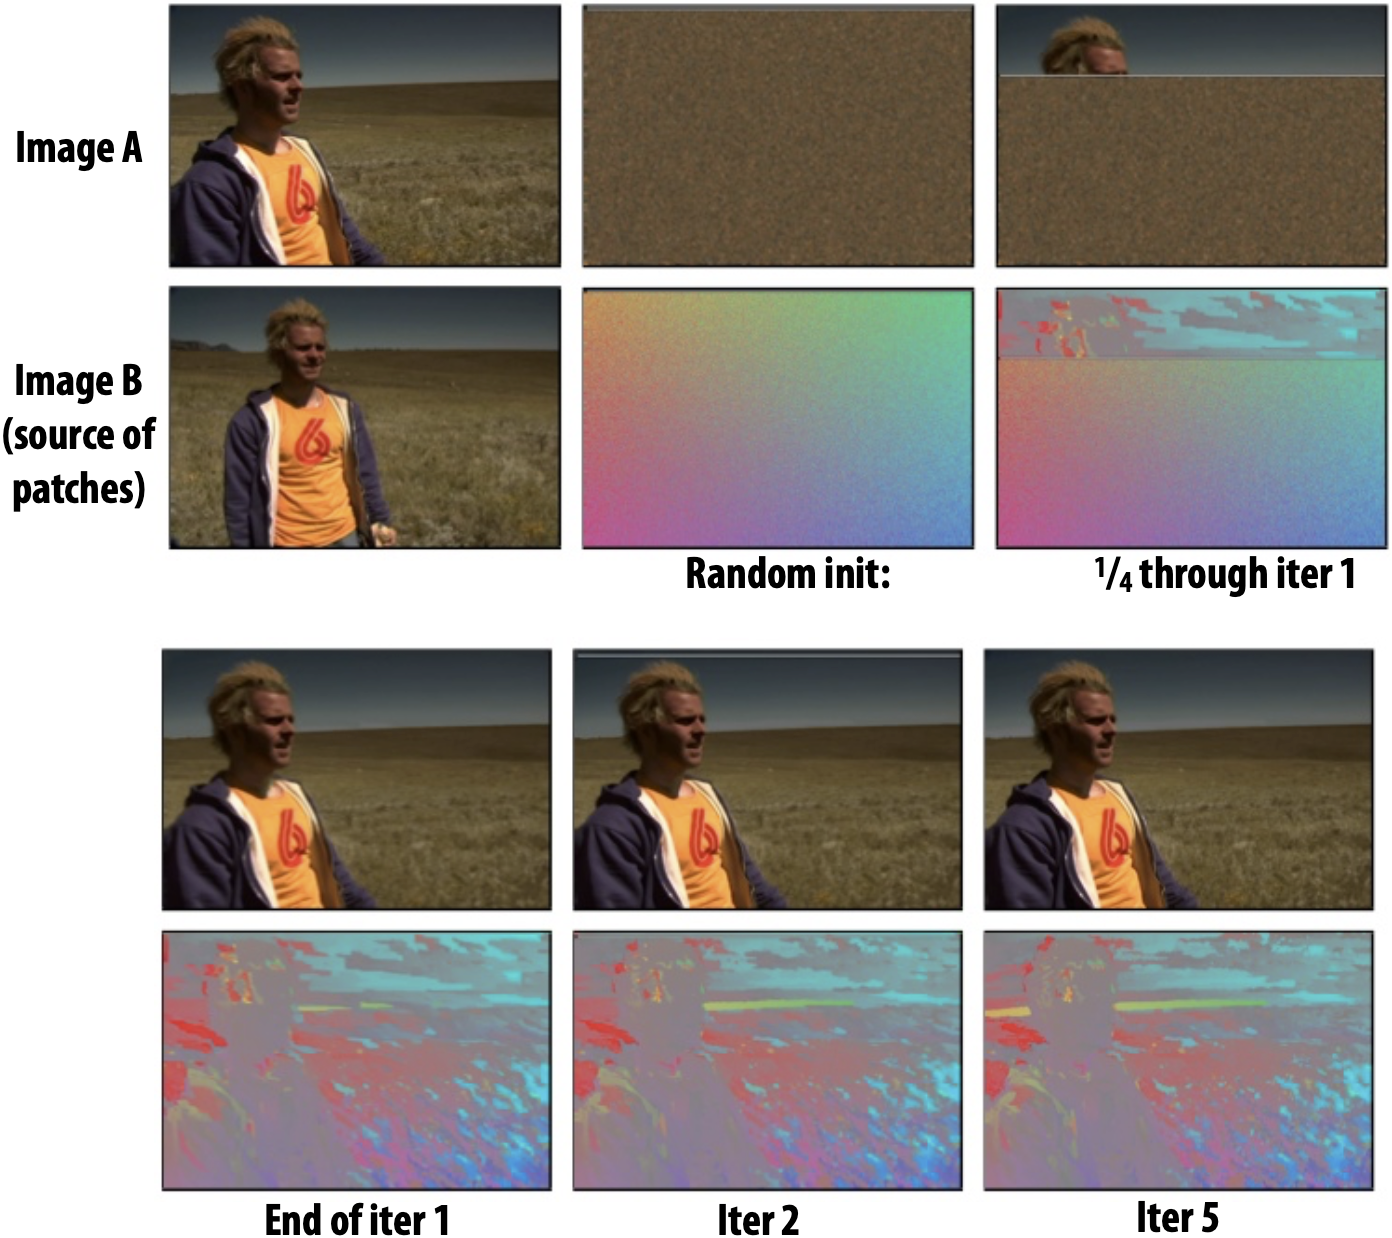 Image A
Image B
(source of
patches)
Random init:
1/4 through iter 1
End of iter 1
Iter 2
Iter 5